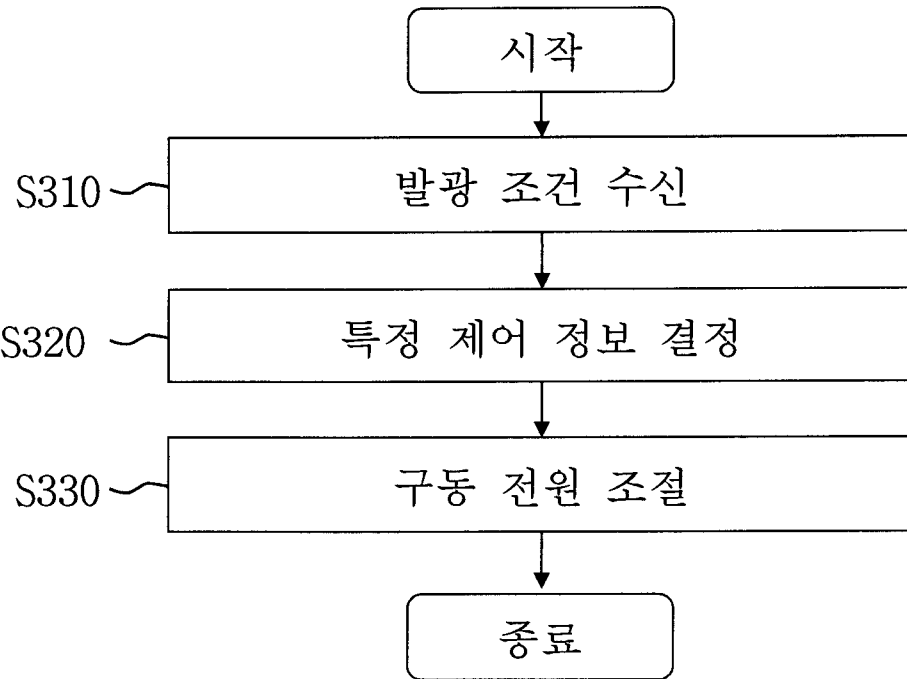 시작
S310
발광 조건 수신
S320
특정 제어 정보 결정
S330
구동 전원 조절
종료